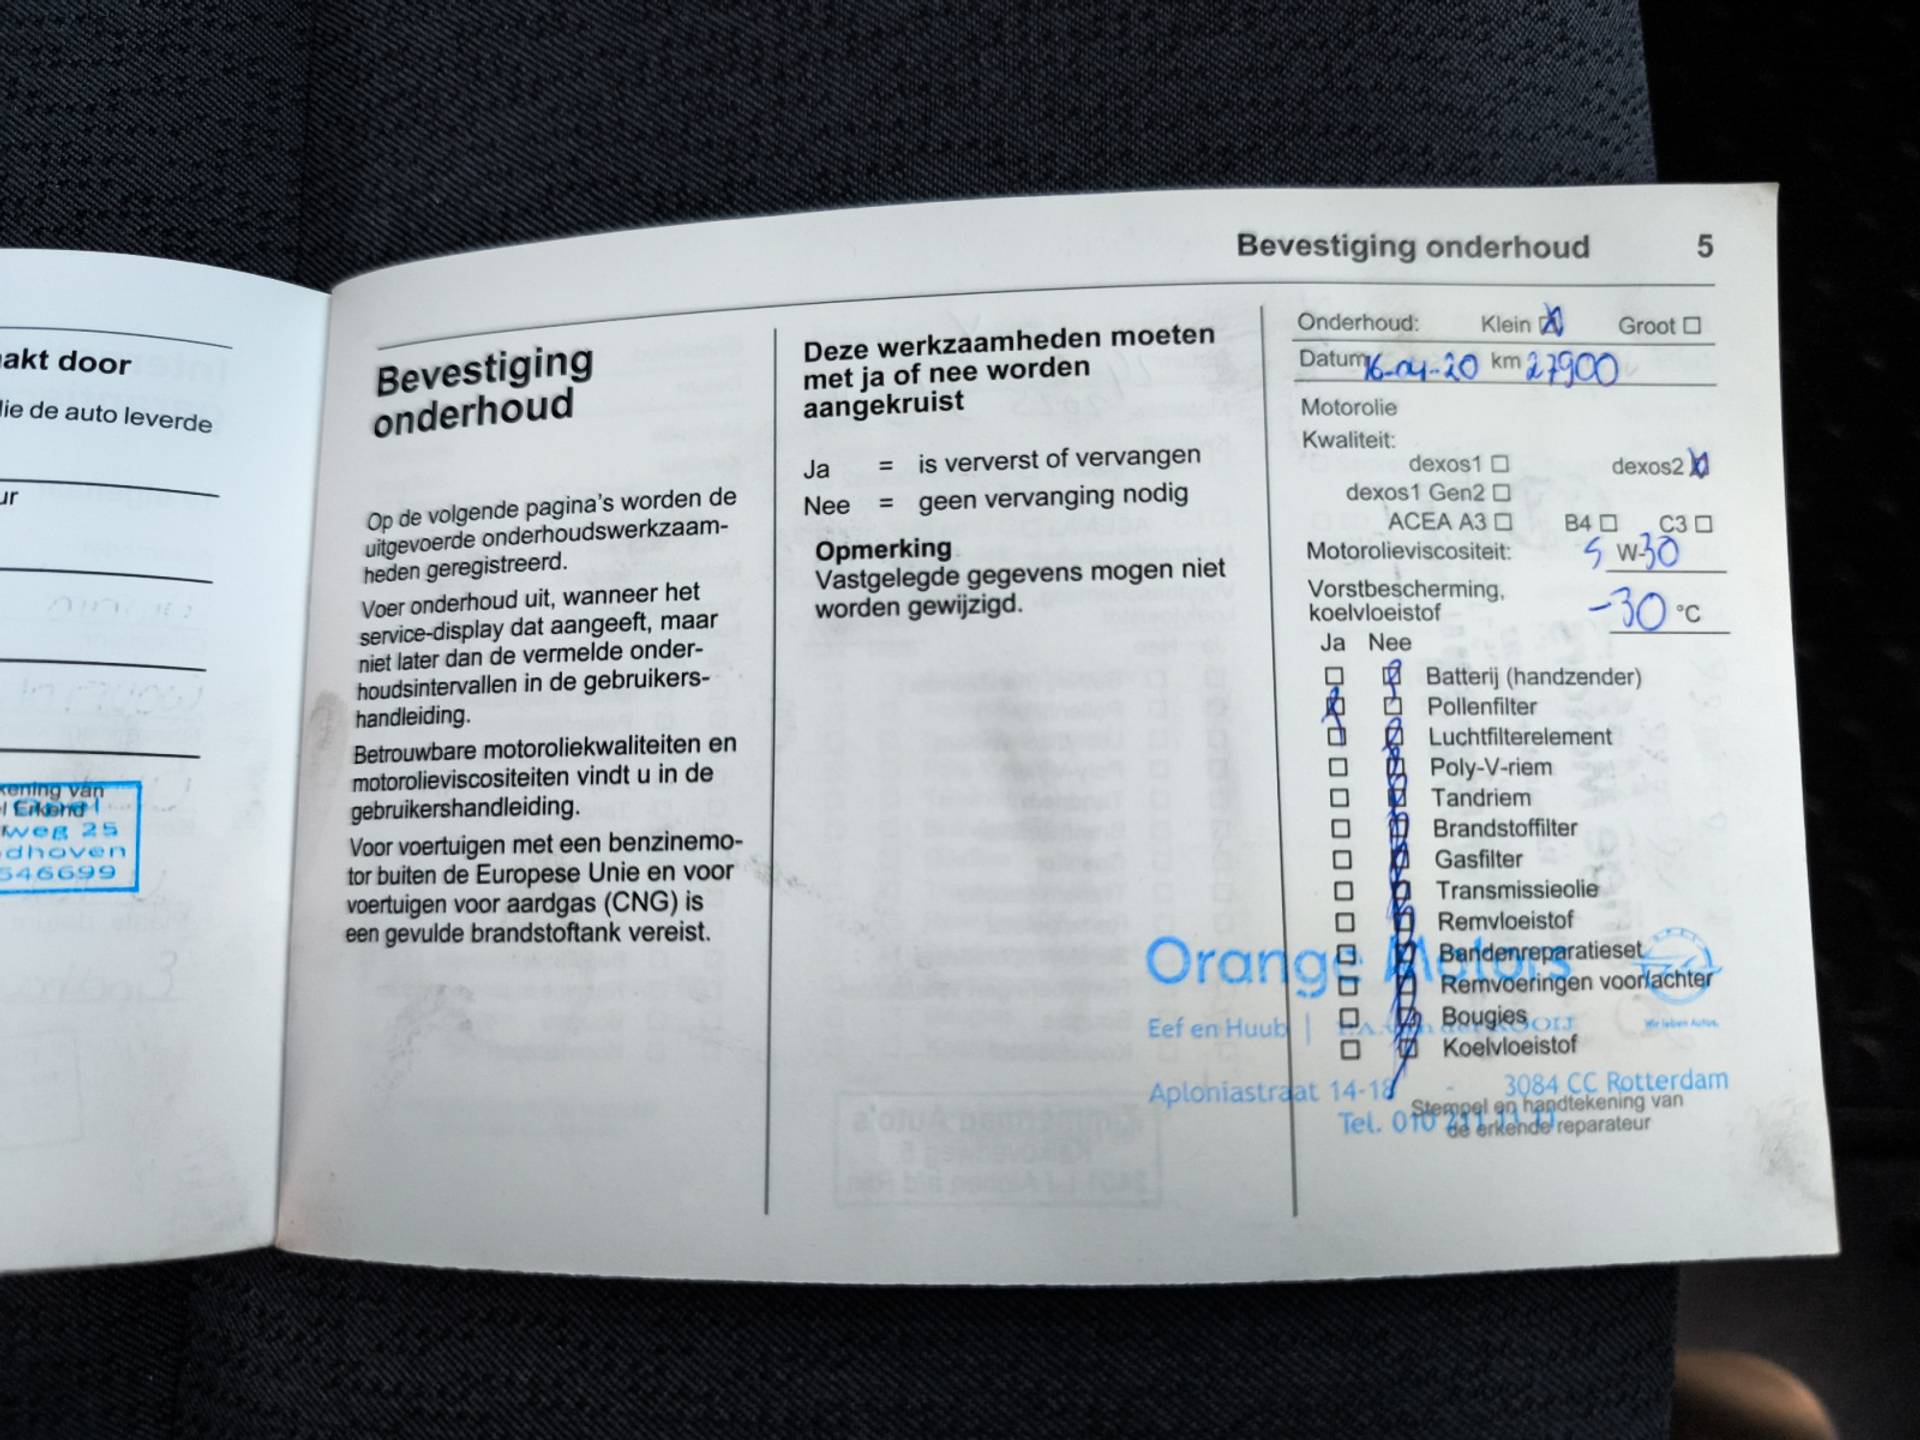 akt door
lie de auto leverde
ur
kening van
Erkend
weg 25
dhoven
546699
Bevestiging onderhoud 5
Bevestiging
onderhoud
Op de volgende pagina's worden de
uitgevoerde onderhoudswerkzaam-
heden geregistreerd.
Voer onderhoud uit, wanneer het
service-display dat aangeeft, maar
niet later dan de vermelde onder-
houdsintervallen in de gebruikers-
handleiding.
Betrouwbare motoroliekwaliteiten en
motorolieviscositeiten vindt u in de
gebruikershandleiding.
Voor voertuigen met een benzinemo-
tor buiten de Europese Unie en voor
voertuigen voor aardgas (CNG) is
een gevulde brandstoftank vereist.
Deze werkzaamheden moeten
met ja of nee worden
aangekruist
Ja = is ververst of vervangen
Nee = geen vervanging nodig
Opmerking
Vastgelegde gegevens mogen niet
worden gewijzigd.
Onderhoud: Klein Groot
Datum 16-04-20 km 27900
Motorolie
Kwaliteit:
dexos1 dexos2
dexos1 Gen2
ACEA A3 B4 C3
Motorolieviscositeit: 5 W-30
Vorstbescherming,
koelvloeistof -30 °C
Ja Nee
Batterij (handzender)
Pollenfilter
Luchtfilterelement
Poly-V-riem
Tandriem
Brandstoffilter
Gasfilter
Transmissieolie
Remvloeistof
Bandenreparatieset
Remvoeringen voor/achter
Bougies
Koelvloeistof
Stempel en handtekening van
de erkende reparateur
Orange Motors
Eef en Huub |
Wir leben Autos.
Aploniastraat 14-18 - 3084 CC Rotterdam
Tel. 010